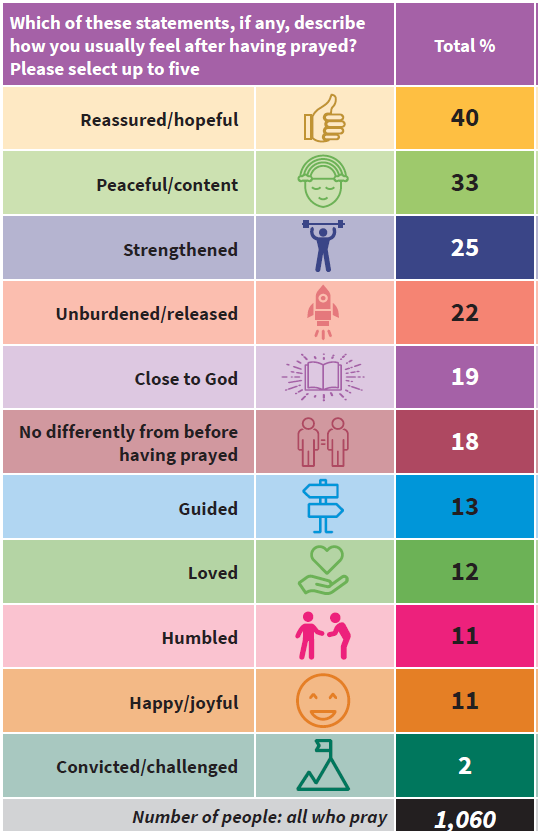 Which of these statements, if any, describe
how you usually feel after having prayed?
Please select up to five
Total %
Reassured/hopeful 40
Peaceful/content 33
Strengthened 25
Unburdened/released 22
Close to God 19
No differently from before
having prayed 18
Guided 13
Loved 12
Humbled 11
Happy/joyful 11
Convicted/challenged 2
Number of people: all who pray 1,060